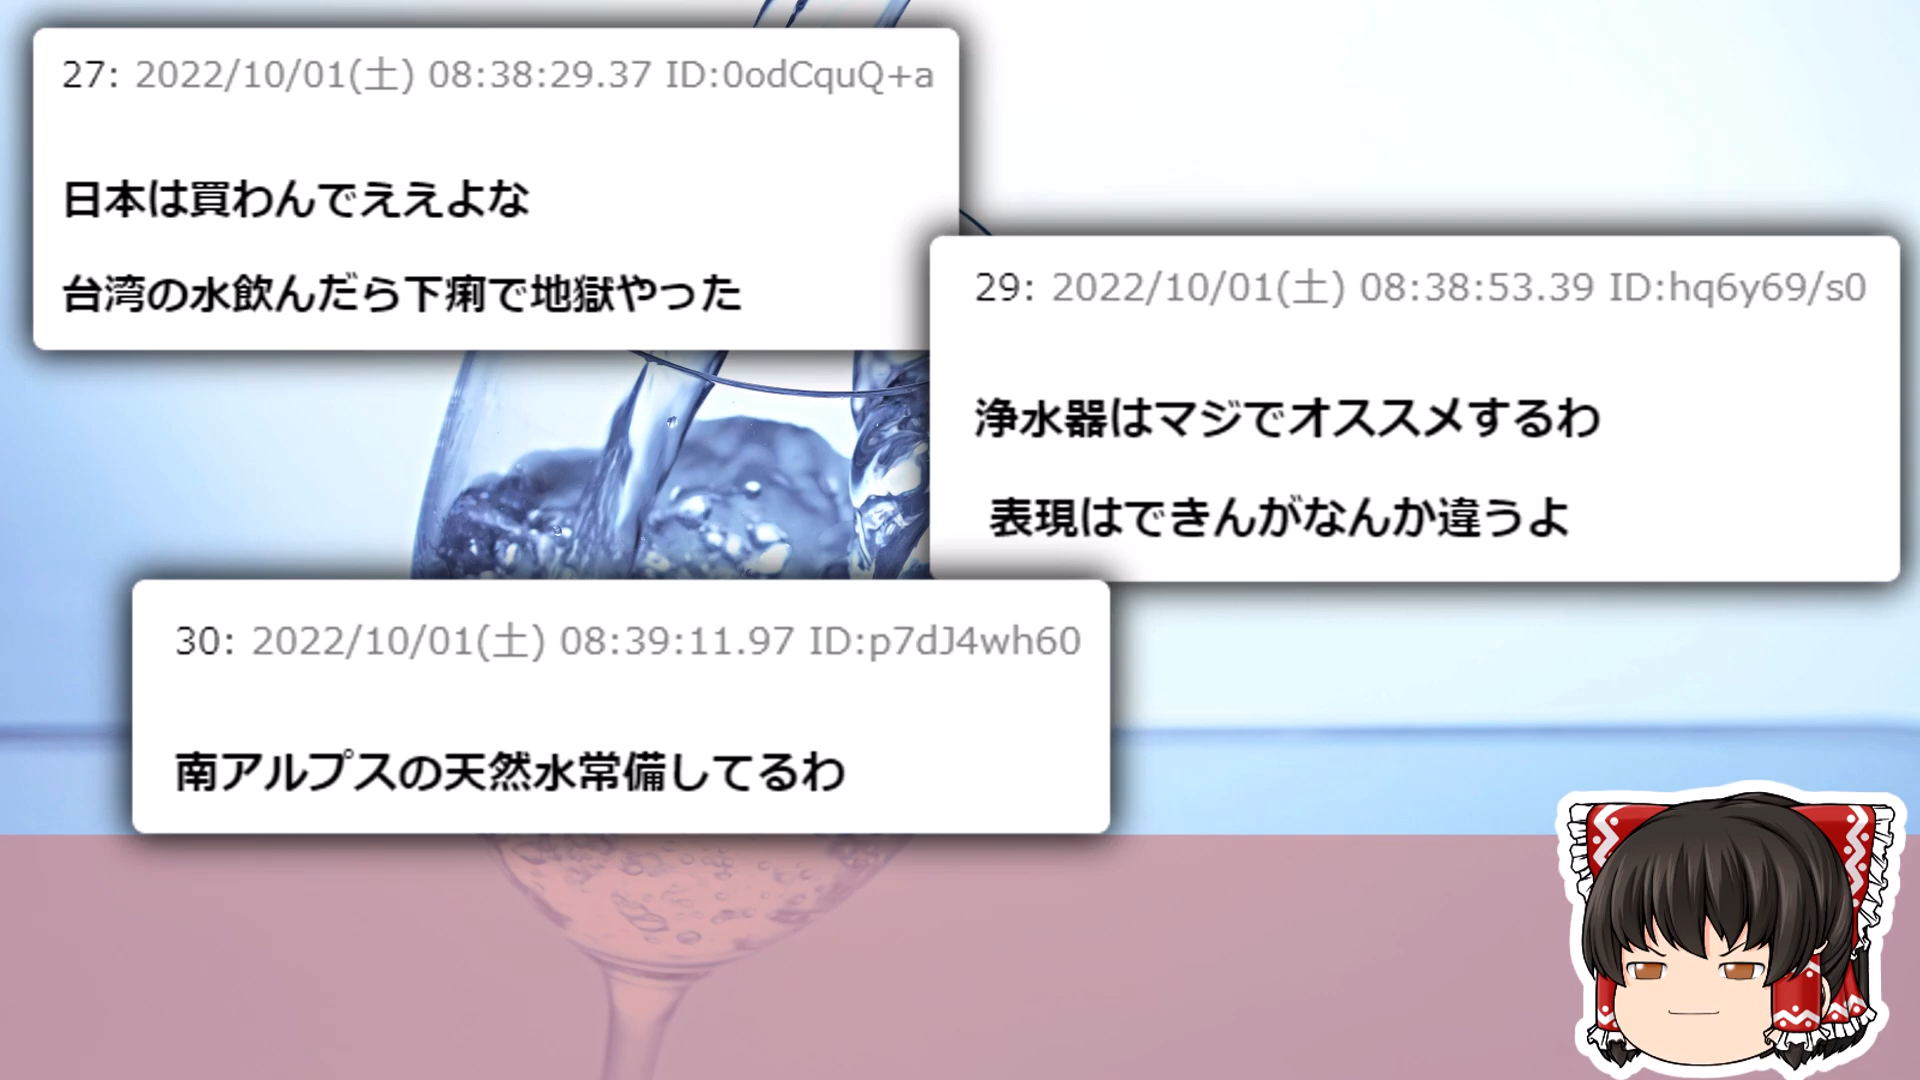 27: 2022/10/01(土) 08:38:29.37 ID:0odCquQ+a
日本は買わんでええよな
台湾の水飲んだら下痢で地獄やった
29: 2022/10/01(土) 08:38:53.39 ID:hq6y69/s0
浄水器はマジでオススメするわ
表現はできんがなんか違うよ
30: 2022/10/01(土) 08:39:11.97 ID:p7dJ4wh60
南アルプスの天然水常備してるわ